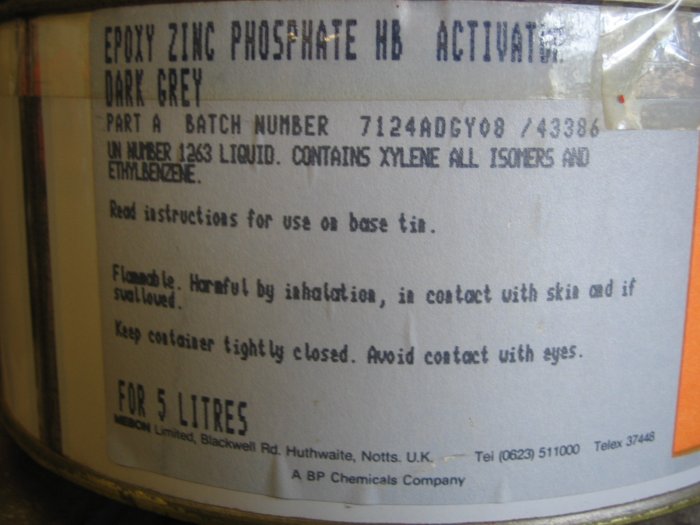 EPOXY ZINC PHOSPHATE HB ACTIVATOR
DARK GREY
PART A BATCH NUMBER 7124ADGY08 /43386
UN NUMBER 1263 LIQUID. CONTAINS XYLENE ALL ISOMERS AND
ETHYLBENZENE.
Read instructions for use on base tin.
Flammable. Harmful by inhalation, in contact with skin and if
swallowed.
Keep container tightly closed. Avoid contact with eyes.
FOR 5 LITRES
MEBON Limited, Blackwell Rd. Huthwaite, Notts. U.K. Tel (0623) 511000 Telex 37448
A BP Chemicals Company